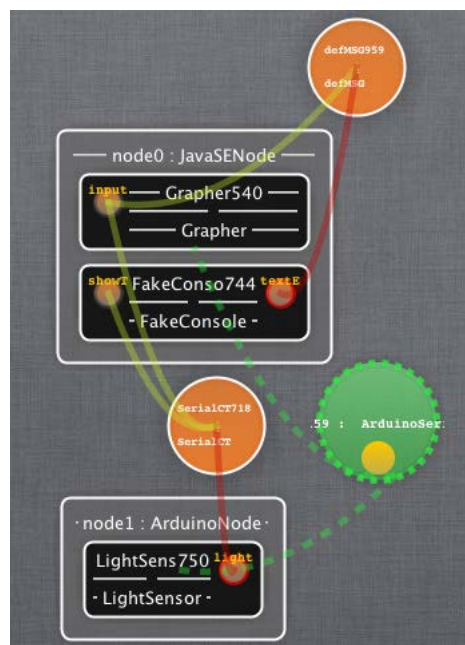 defMSG959
:
defMSG
node0 : JavaSENode
input
Grapher540
Grapher
showT
FakeConso744
textE
- FakeConsole -
SerialCT718
:
SerialCT
.59 : ArduinoSer
node1 : ArduinoNode
LightSens750
light
- LightSensor -